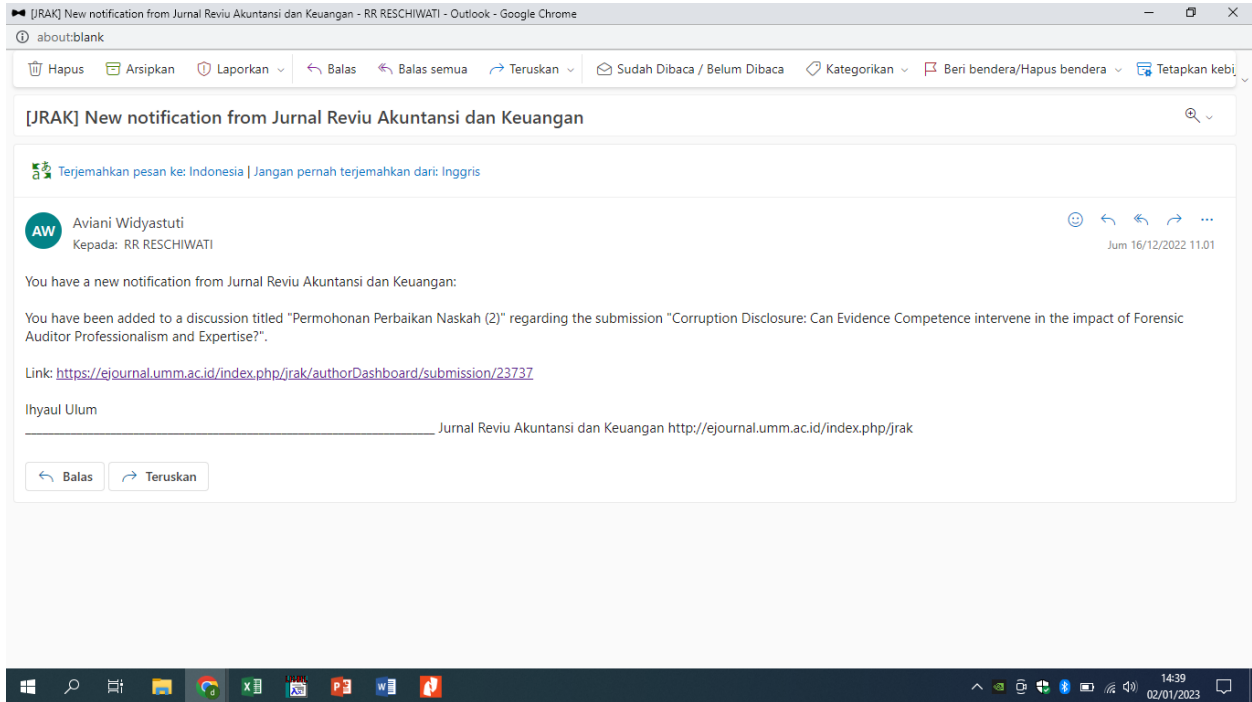 [JRAK] New notification from Jurnal Reviu Akuntansi dan Keuangan - RR RESCHIWATI - Outlook - Google Chrome
about:blank
Hapus Arsipkan Laporkan Balas Balas semua Teruskan Sudah Dibaca / Belum Dibaca Kategorikan Beri bendera/Hapus bendera Tetapkan kebij
[JRAK] New notification from Jurnal Reviu Akuntansi dan Keuangan
Terjemahkan pesan ke: Indonesia | Jangan pernah terjemahkan dari: Inggris
AW
Aviani Widyastuti
Kepada: RR RESCHIWATI
Jum 16/12/2022 11.01
You have a new notification from Jurnal Reviu Akuntansi dan Keuangan:
You have been added to a discussion titled "Permohonan Perbaikan Naskah (2)" regarding the submission "Corruption Disclosure: Can Evidence Competence intervene in the impact of Forensic
Auditor Professionalism and Expertise?".
Link: https://ejournal.umm.ac.id/index.php/jrak/authorDashboard/submission/23737
Ihyaul Ulum
________________________________________________________________________ Jurnal Reviu Akuntansi dan Keuangan http://ejournal.umm.ac.id/index.php/jrak
Balas Teruskan
14:39
02/01/2023